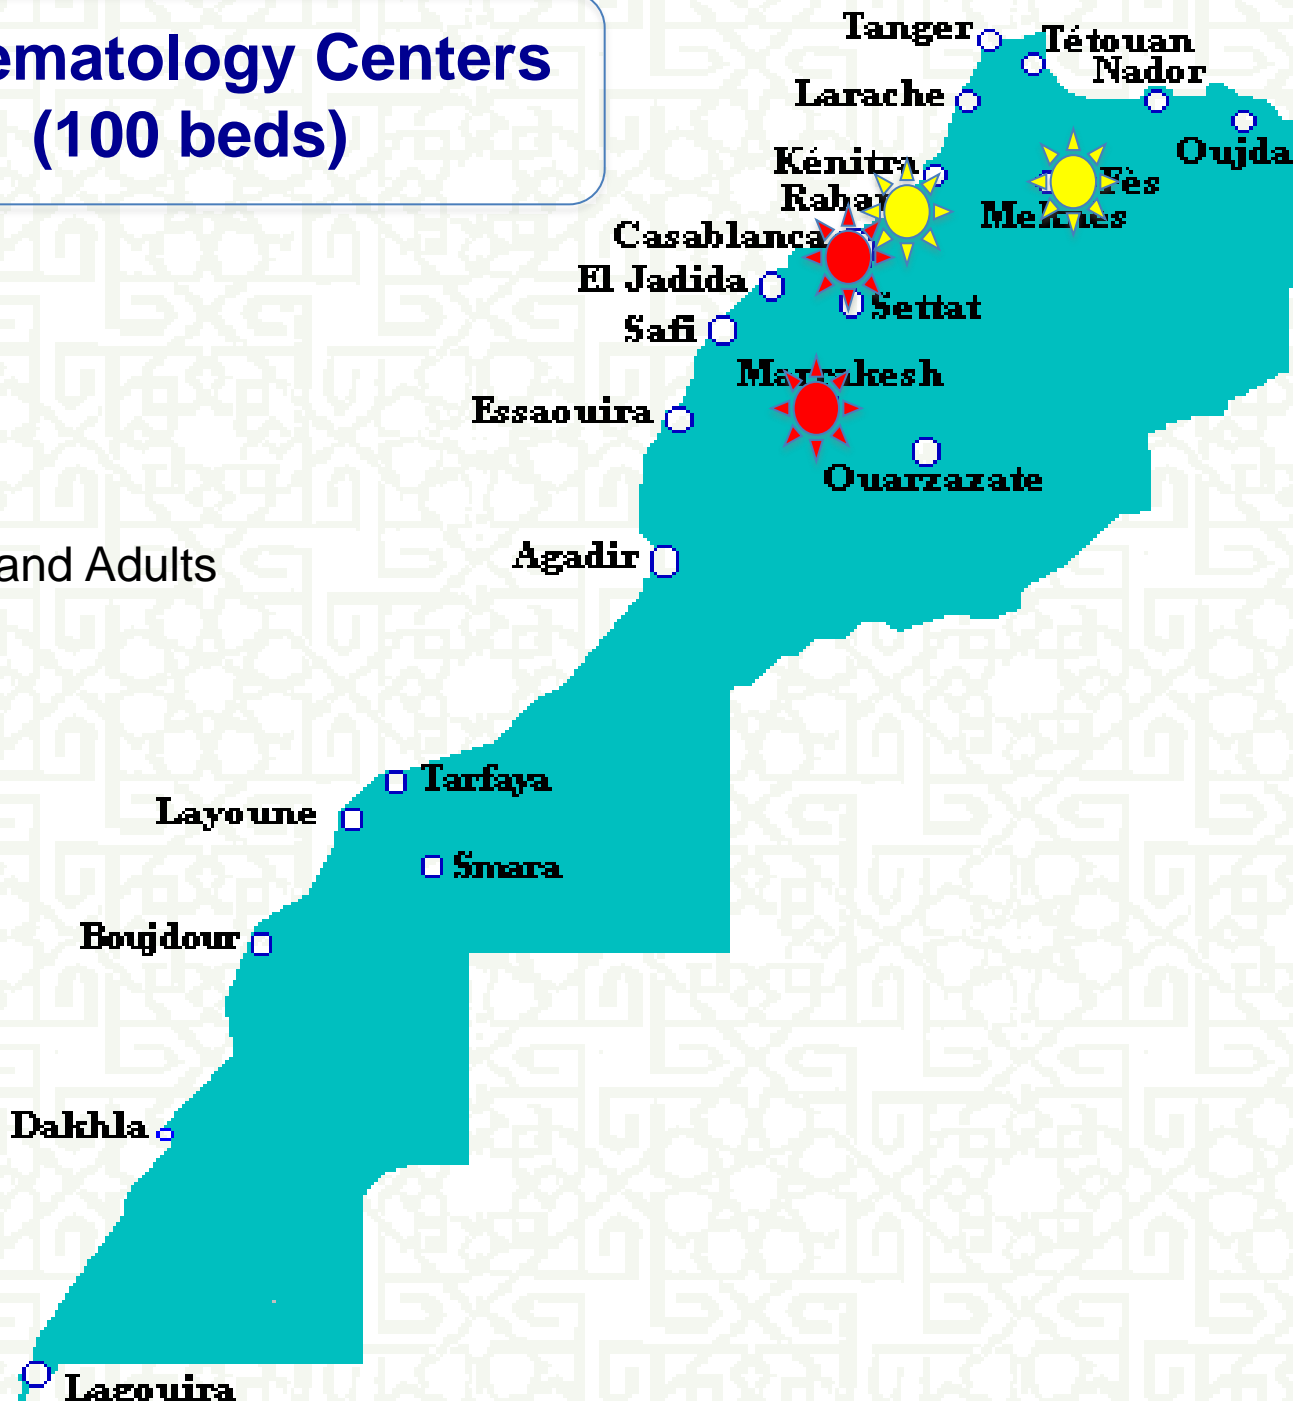 ematology Centers
(100 beds)
Tanger
Tétouan
Nador
Larache
Oujda
Kénitra
Fès
Casablanca
El Jadida
Settat
Safi
Essaouira
Ouarzazate
and Adults
Agadir
Tarfaya
Layoune
Smara
Boujdour
Dakhla
Lagouira